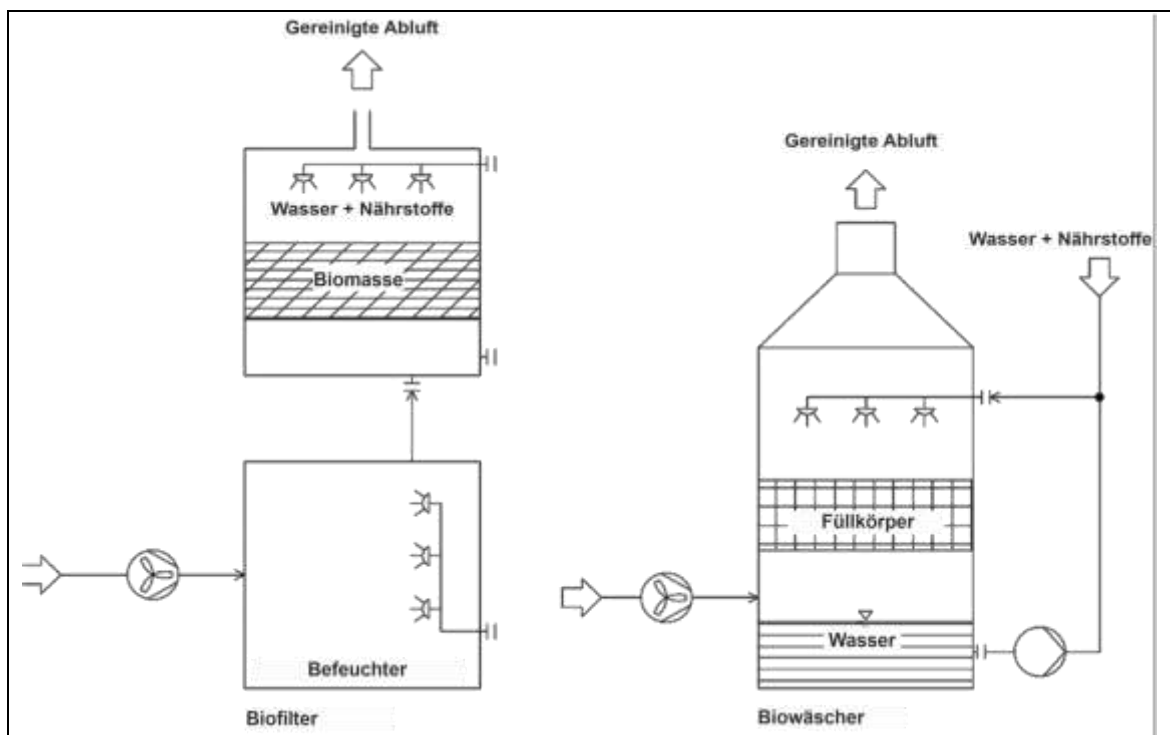 Gereinigte Abluft
Wasser + Nährstoffe
Biomasse
Befeuchter
Biofilter
Gereinigte Abluft
Wasser + Nährstoffe
Füllkörper
Wasser
Biowäscher